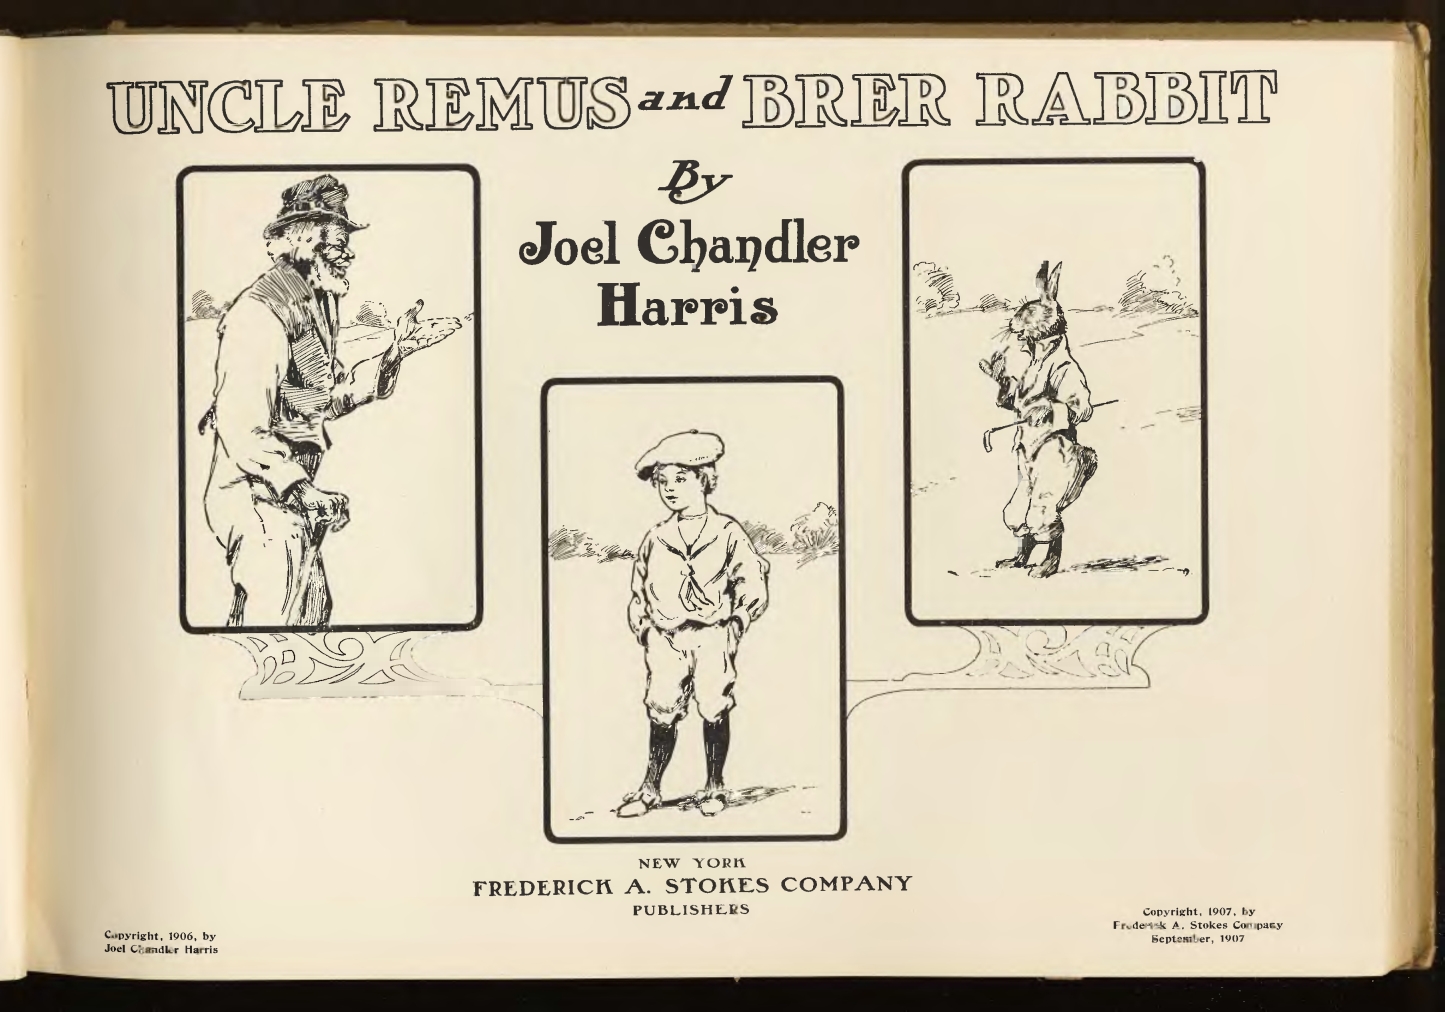 UNCLE REMUS and BRER RABBIT
By
Joel Chandler
Harris
NEW YORK
FREDERICK A. STOKES COMPANY
PUBLISHERS
Copyright, 1906, by
Joel Chandler Harris
Copyright, 1907, by
Frederick A. Stokes Company
September, 1907